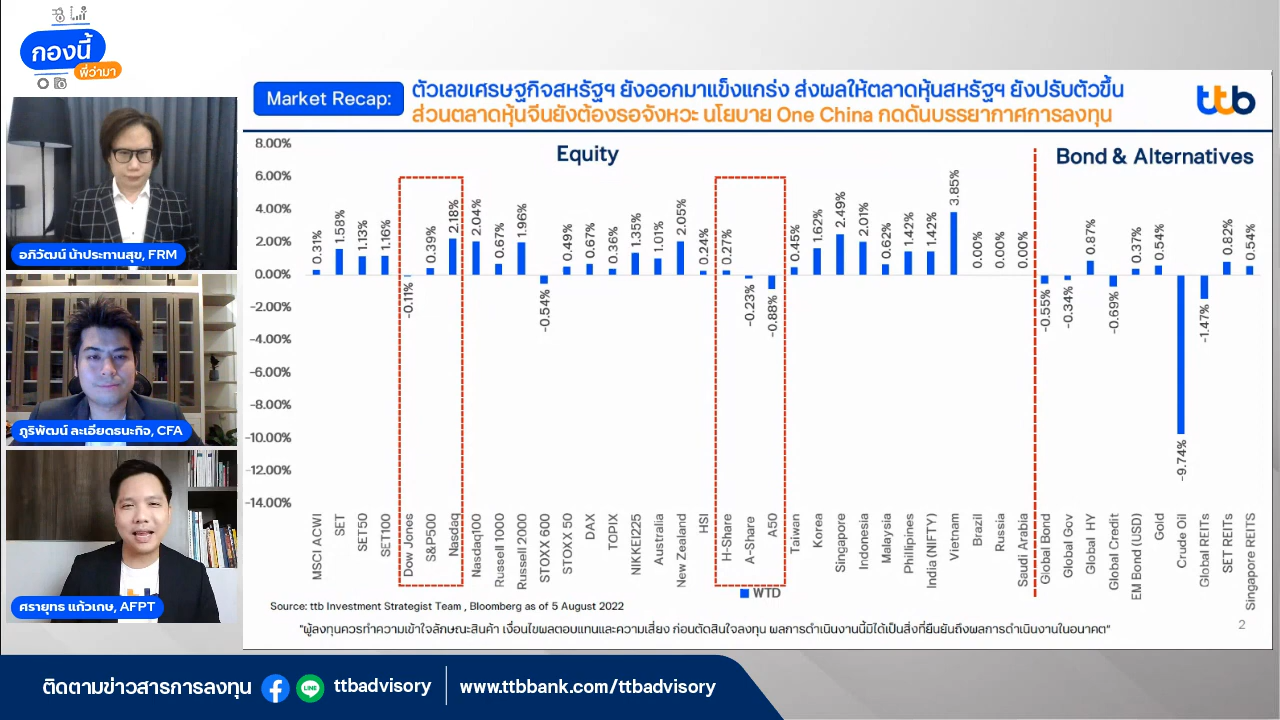 กองนี้
พี่ว่ามา
อภิวัฒน์ น้าประทานสุข, FRM
ภูริพัฒน์ ละเอียดธนะกิจ, CFA
ศรายุทธ แก้วเกษ, AFPT
Market Recap:
ตัวเลขเศรษฐกิจสหรัฐฯ ยังออกมาแข็งแกร่ง ส่งผลให้ตลาดหุ้นสหรัฐฯ ยังปรับตัวขึ้น
ส่วนตลาดหุ้นจีนยังต้องรอจังหวะ นโยบาย One China กดดันบรรยากาศการลงทุน
ttb
Equity
Bond & Alternatives
8.00%
6.00%
4.00%
2.00%
0.00%
-2.00%
-4.00%
-6.00%
-8.00%
-10.00%
-12.00%
-14.00%
0.31%
1.59%
1.13%
1.16%
-0.11%
0.39%
2.18%
2.04%
0.67%
1.96%
-0.54%
0.49%
0.67%
0.36%
1.35%
1.01%
2.05%
0.24%
0.27%
-0.23%
-0.88%
0.45%
1.62%
2.49%
2.01%
0.62%
1.42%
1.42%
3.85%
0.00%
0.00%
0.00%
-0.55%
-0.34%
0.87%
-0.69%
0.37%
0.54%
-9.74%
-1.47%
0.82%
0.54%
MSCI ACWI
SET
SET50
SET100
Dow Jones
S&P500
Nasdaq
Nasdaq100
Russell 1000
Russell 2000
STOXX 600
STOXX 50
DAX
TOPIX
NIKKEI225
Australia
New Zealand
HSI
H-Share
A-Share
A50
Taiwan
Korea
Singapore
Indonesia
Malaysia
Phillipines
India (NIFTY)
Vietnam
Brazil
Russia
Saudi Arabia
Global Bond
Global Gov
Global HY
Global Credit
EM Bond (USD)
Gold
Crude Oil
Global REITs
SET REITs
Singapore REITS
WTD
Source: ttb Investment Strategist Team , Bloomberg as of 5 August 2022
"ผู้ลงทุนควรทำความเข้าใจลักษณะสินค้า เงื่อนไขผลตอบแทนและความเสี่ยง ก่อนตัดสินใจลงทุน ผลการดำเนินงานนี้มิได้เป็นสิ่งที่ยืนยันถึงผลการดำเนินงานในอนาคต"
2
ติดตามข่าวสารการลงทุน
LINE
ttbadvisory
www.ttbbank.com/ttbadvisory